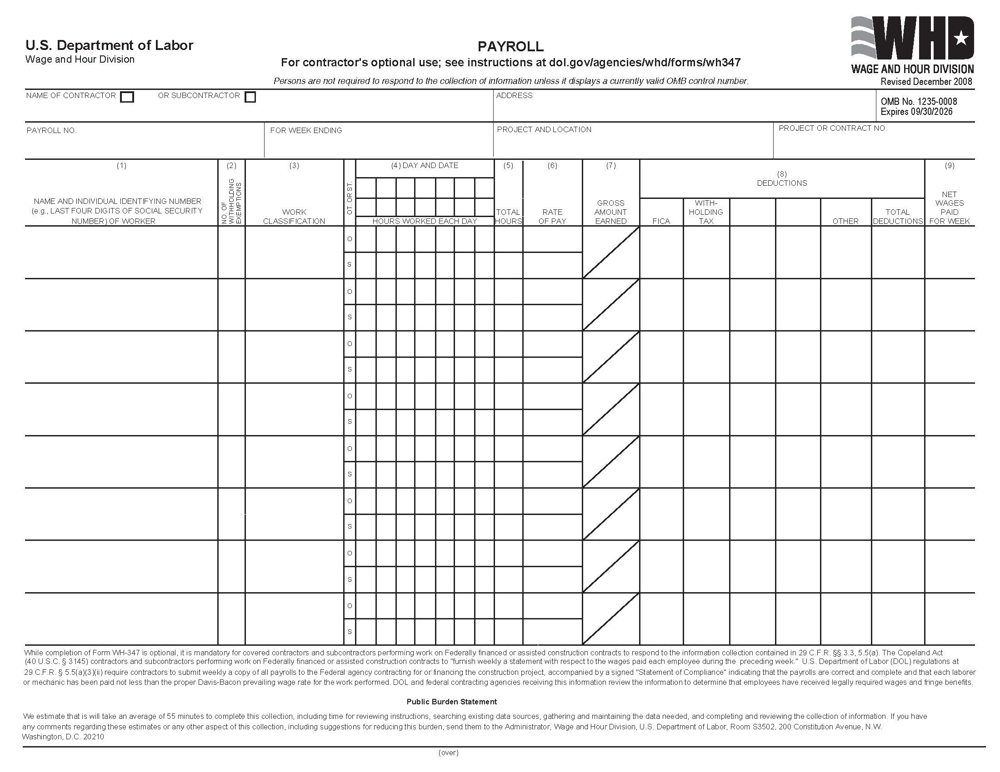 U.S. Department of Labor
Wage and Hour Division
PAYROLL
For contractor's optional use; see instructions at dol.gov/agencies/whd/forms/wh347
Persons are not required to respond to the collection of information unless it displays a currently valid OMB control number.
WHD
WAGE AND HOUR DIVISION
Revised December 2008
NAME OF CONTRACTOR OR SUBCONTRACTOR
ADDRESS
OMB No. 1235-0008
Expires 09/30/2026
PAYROLL NO.
FOR WEEK ENDING
PROJECT AND LOCATION
PROJECT OR CONTRACT NO.
(1)
NAME AND INDIVIDUAL IDENTIFYING NUMBER
(e.g., LAST FOUR DIGITS OF SOCIAL SECURITY
NUMBER) OF WORKER
(2)
NO. OF
WITHHOLDING
EXEMPTIONS
(3)
WORK
CLASSIFICATION
OT. OR ST.
(4) DAY AND DATE
HOURS WORKED EACH DAY
(5)
TOTAL
HOURS
(6)
RATE
OF PAY
(7)
GROSS
AMOUNT
EARNED
(8)
DEDUCTIONS
FICA
WITH-
HOLDING
TAX
OTHER
TOTAL
DEDUCTIONS
(9)
NET
WAGES
PAID
FOR WEEK
O
S
O
S
O
S
O
S
O
S
O
S
O
S
O
S
While completion of Form WH-347 is optional, it is mandatory for covered contractors and subcontractors performing work on Federally financed or assisted construction contracts to respond to the information collection contained in 29 C.F.R. §§ 3.3, 5.5(a). The Copeland Act
(40 U.S.C. § 3145) contractors and subcontractors performing work on Federally financed or assisted construction contracts to "furnish weekly a statement with respect to the wages paid each employee during the preceding week." U.S. Department of Labor (DOL) regulations at
29 C.F.R. § 5.5(a)(3)(ii) require contractors to submit weekly a copy of all payrolls to the Federal agency contracting for or financing the construction project, accompanied by a signed "Statement of Compliance" indicating that the payrolls are correct and complete and that each laborer
or mechanic has been paid not less than the proper Davis-Bacon prevailing wage rate for the work performed. DOL and federal contracting agencies receiving this information review the information to determine that employees have received legally required wages and fringe benefits.
Public Burden Statement
We estimate that is will take an average of 55 minutes to complete this collection, including time for reviewing instructions, searching existing data sources, gathering and maintaining the data needed, and completing and reviewing the collection of information. If you have
any comments regarding these estimates or any other aspect of this collection, including suggestions for reducing this burden, send them to the Administrator, Wage and Hour Division, U.S. Department of Labor, Room S3502, 200 Constitution Avenue, N.W.
Washington, D.C. 20210
(over)